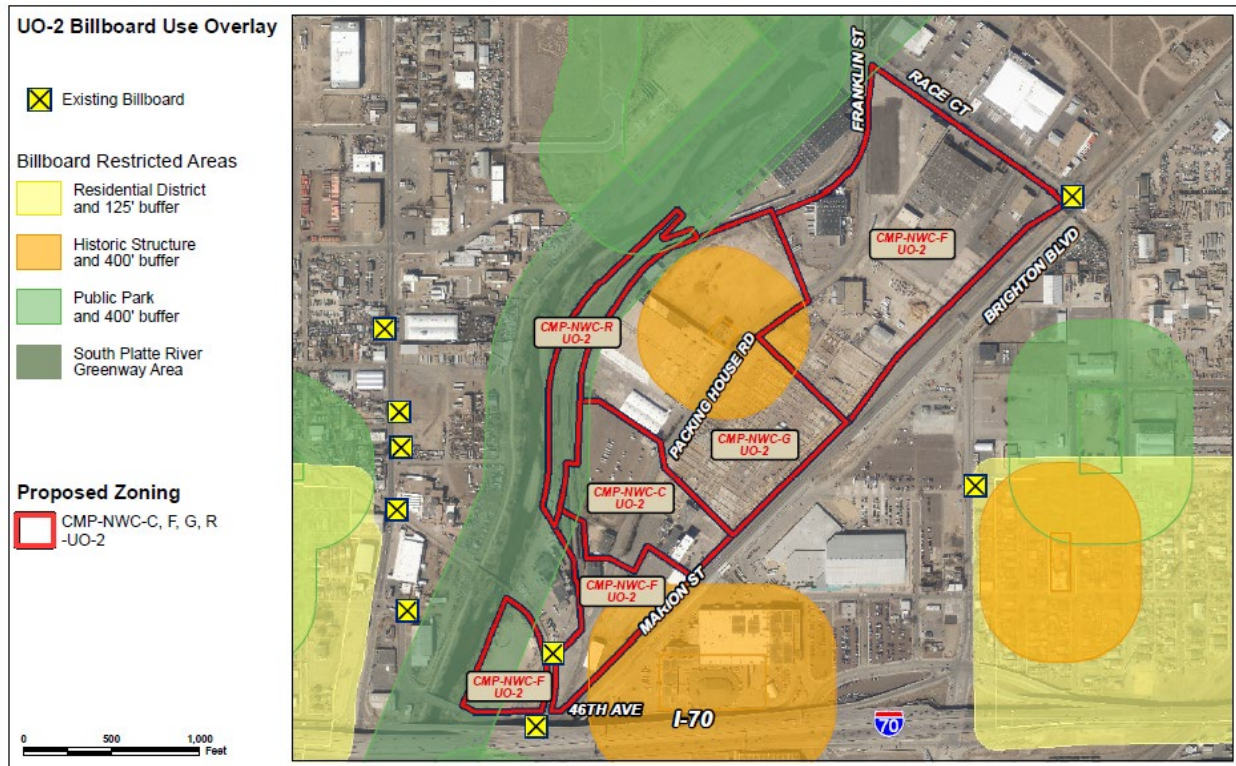 UO-2 Billboard Use Overlay
Existing Billboard
Billboard Restricted Areas
Residential District
and 125' buffer
Historic Structure
and 400' buffer
Public Park
and 400' buffer
South Platte River
Greenway Area
Proposed Zoning
CMP-NWC-C, F, G, R
-UO-2
0 500 1,000
Feet
FRANKLIN ST
RACE CT
CMP-NWC-F
UO-2
BRIGHTON BLVD
CMP-NWC-R
UO-2
PACKING HOUSE RD
CMP-NWC-G
UO-2
CMP-NWC-C
UO-2
CMP-NWC-F
UO-2
MARION ST
CMP-NWC-F
UO-2
46TH AVE
I-70
70